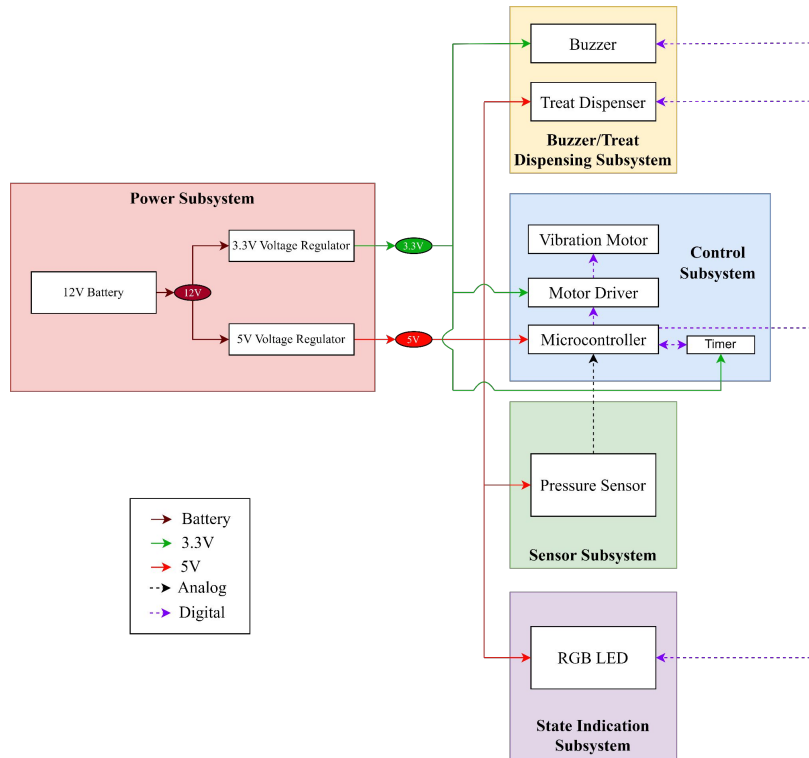 Buzzer
Treat Dispenser
Buzzer/Treat
Dispensing Subsystem
Power Subsystem
3.3V Voltage Regulator
3.3V
12V Battery
12V
5V Voltage Regulator
5V
Vibration Motor
Control
Subsystem
Motor Driver
Microcontroller
Timer
Pressure Sensor
Sensor Subsystem
Battery
3.3V
5V
Analog
Digital
RGB LED
State Indication
Subsystem